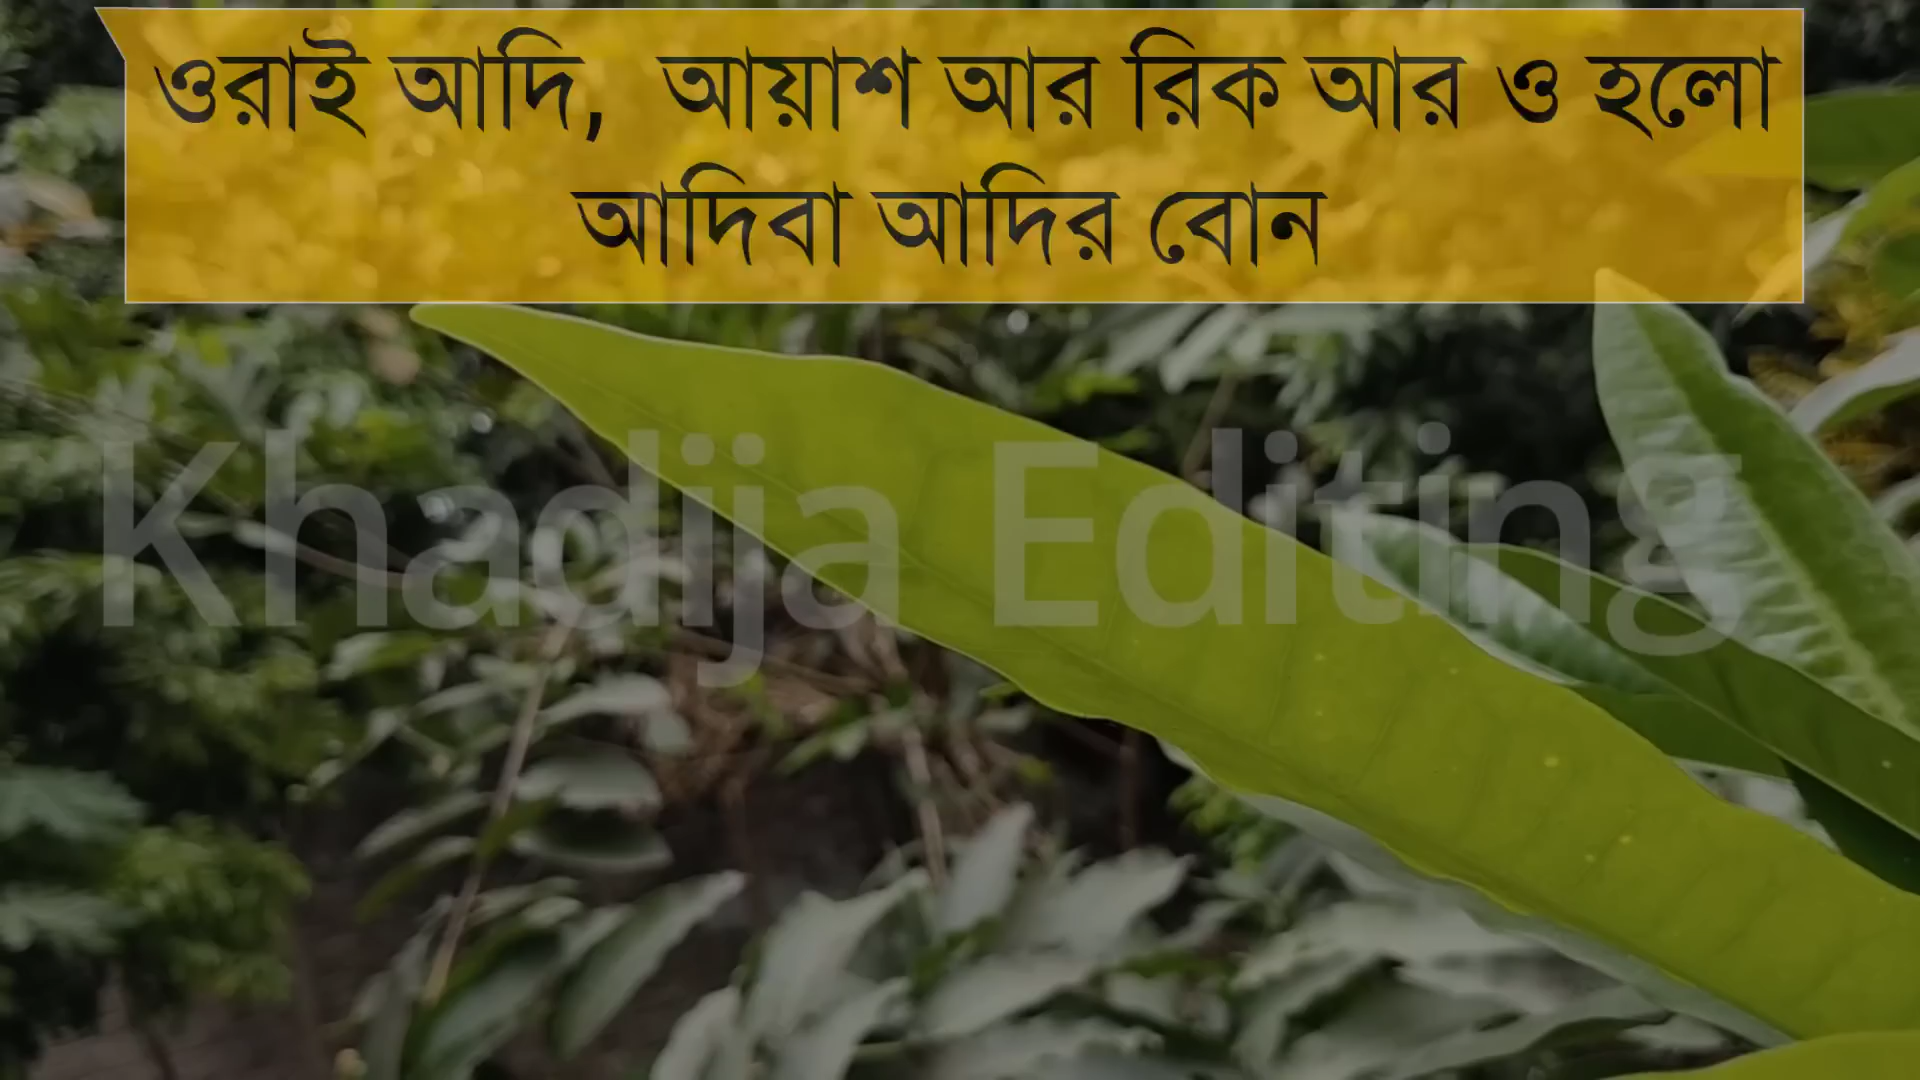 ওরাই আদি, আয়াশ আর রিক আর ও হলো
আদিবা আদির বোন
Khadija Editing